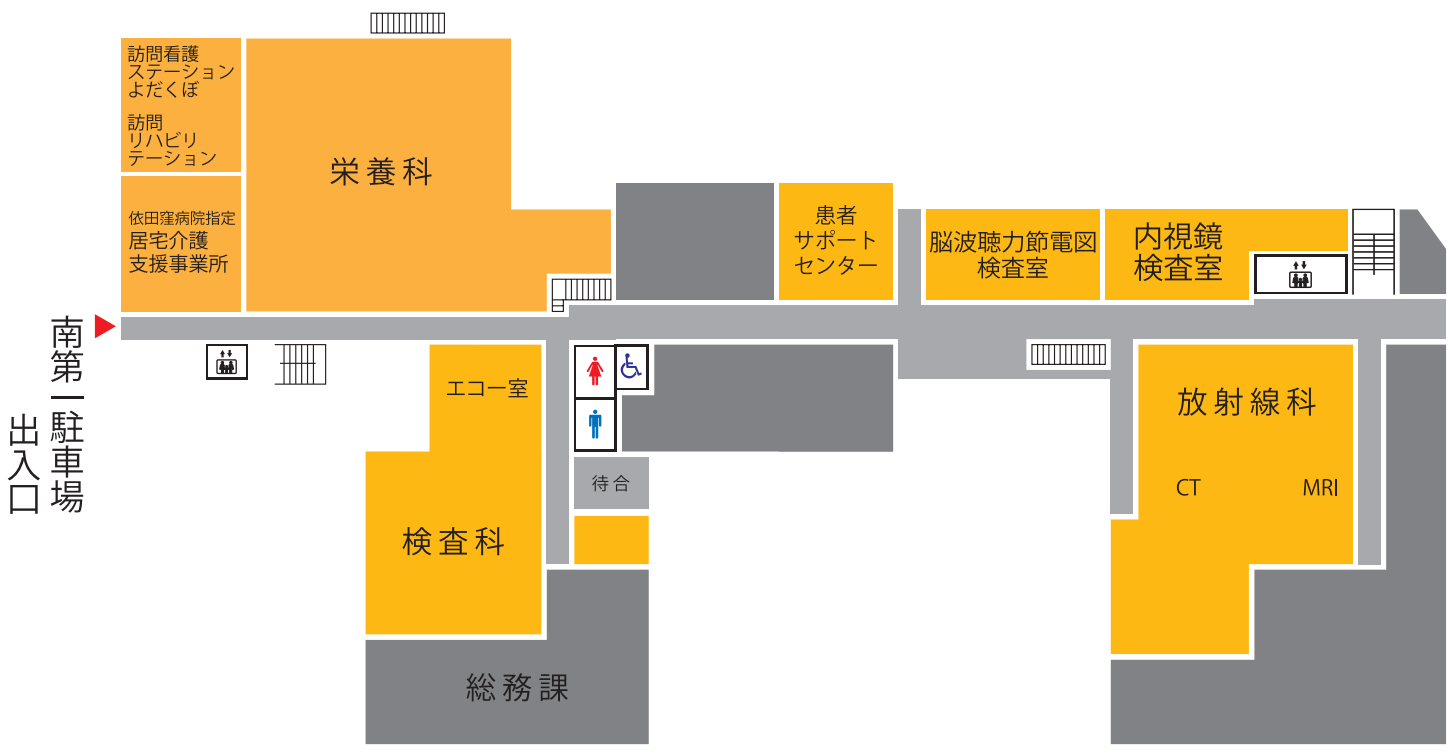 訪問看護
ステーション
よだくぼ
訪問
リハビリ
テーション
依田窪病院指定
居宅介護
支援事業所
栄養科
患者
サポート
センター
脳波聴力節電図
検査室
内視鏡
検査室
南第一駐車場
出入口
エコー室
検査科
待合
総務課
放射線科
CT
MRI